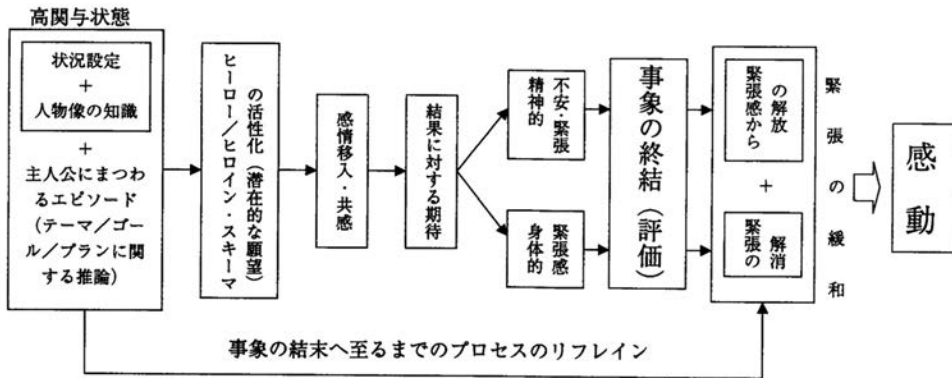 高関与状態
状況設定
＋
人物像の知識
＋
主人公にまつわ
るエピソード
（テーマ／ゴー
ル／プランに関
する推論）
ヒーロー／ヒロイン・スキーマ
の活性化（潜在的な願望）
感情移入・共感
結果に対する期待
精神的
不安・緊張
身体的
緊張感
事象の終結（評価）
緊張感から
の解放
＋
緊張の
解消
緊張の緩和
感動
事象の結末へ至るまでのプロセスのリフレイン